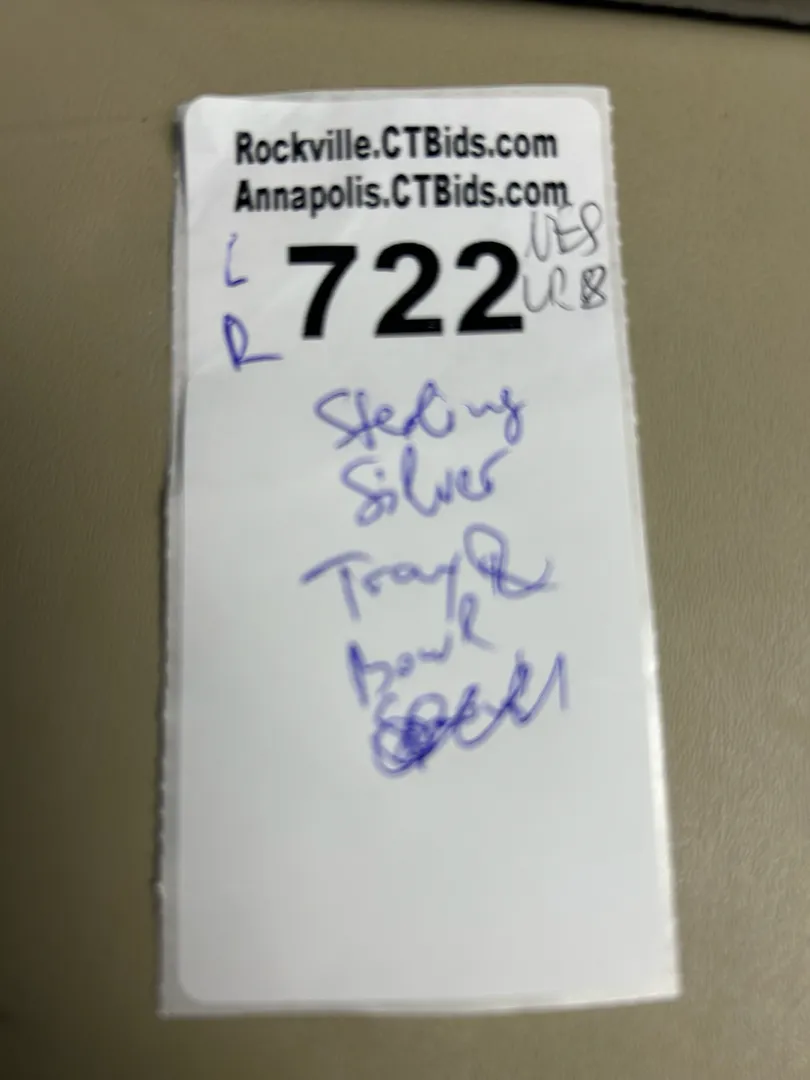 Rockville.CTBids.com
Annapolis.CTBids.com
L
R
722
Sterling
Silver
Tray &
Bowl